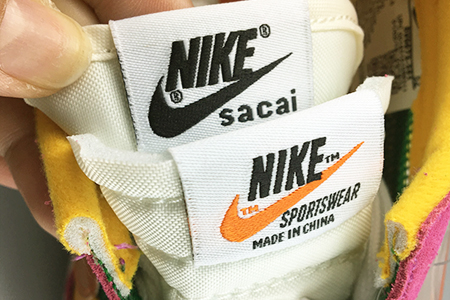 NIKE®
®
sacai
NIKE™
TM
SPORTSWEAR
MADE IN CHINA